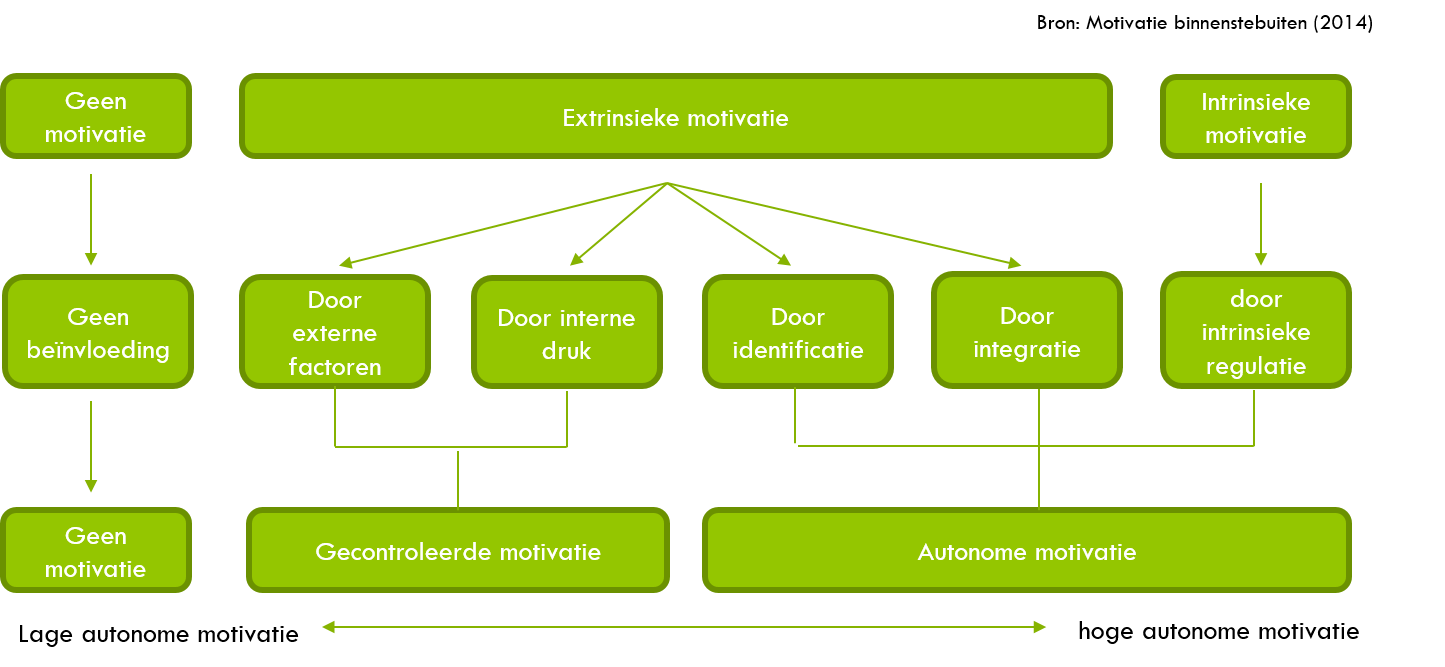 Bron: Motivatie binnenstebuiten (2014)
Geen
motivatie
Extrinsieke motivatie
Intrinsieke
motivatie
Geen
beïnvloeding
Door
externe
factoren
Door interne
druk
Door
identificatie
Door
integratie
door
intrinsieke
regulatie
Geen
motivatie
Gecontroleerde motivatie
Autonome motivatie
Lage autonome motivatie
hoge autonome motivatie